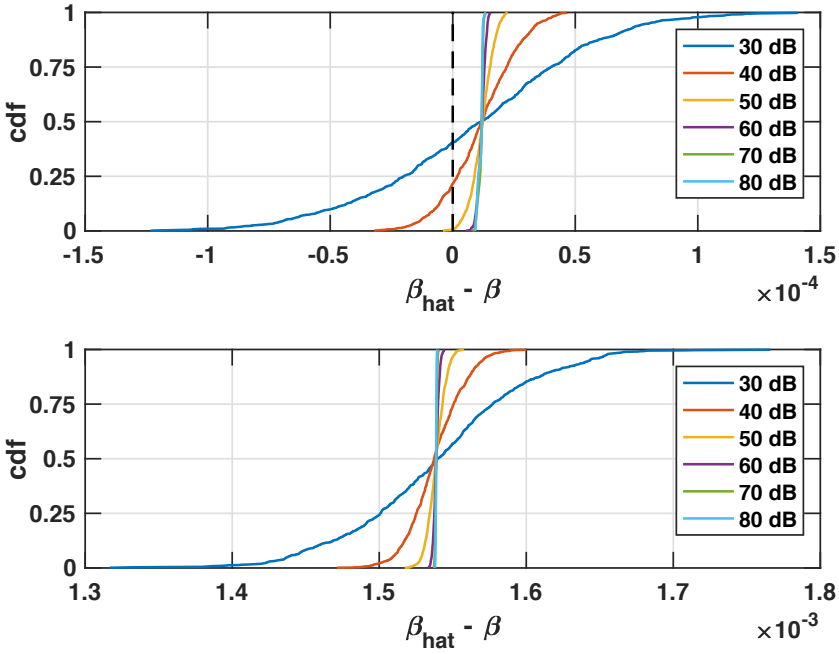 1
0.75
0.5
0.25
0
cdf
30 dB
40 dB
50 dB
60 dB
70 dB
80 dB
-1.5 -1 -0.5 0 0.5 1 1.5
β_hat - β
×10^-4
1
0.75
0.5
0.25
0
cdf
30 dB
40 dB
50 dB
60 dB
70 dB
80 dB
1.3 1.4 1.5 1.6 1.7 1.8
β_hat - β
×10^-3